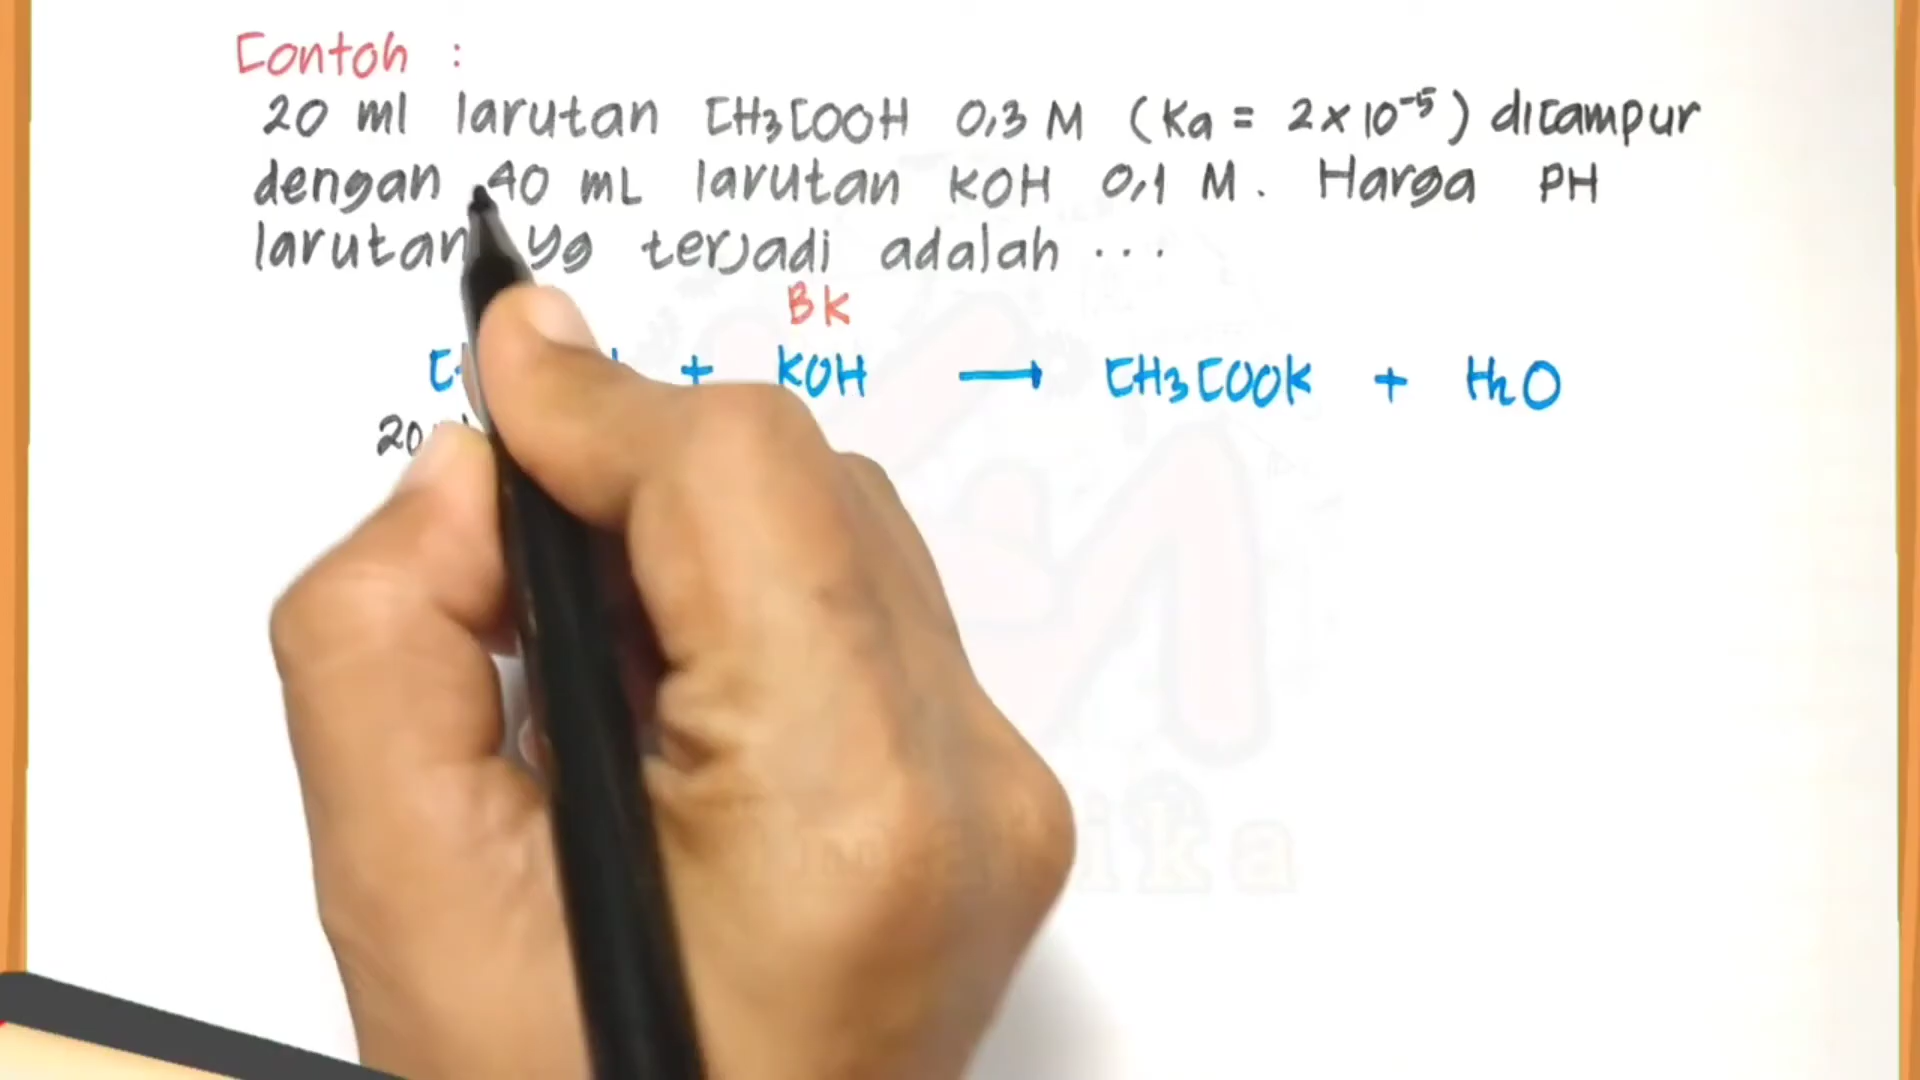 Contoh :
20 ml larutan CH3COOH 0,3 M (Ka = 2x10⁻⁵) dicampur
dengan 40 mL larutan KOH 0,1 M. Harga PH
larutan yg terjadi adalah ...
BK
+ KOH → CH3COOK + H2O
20